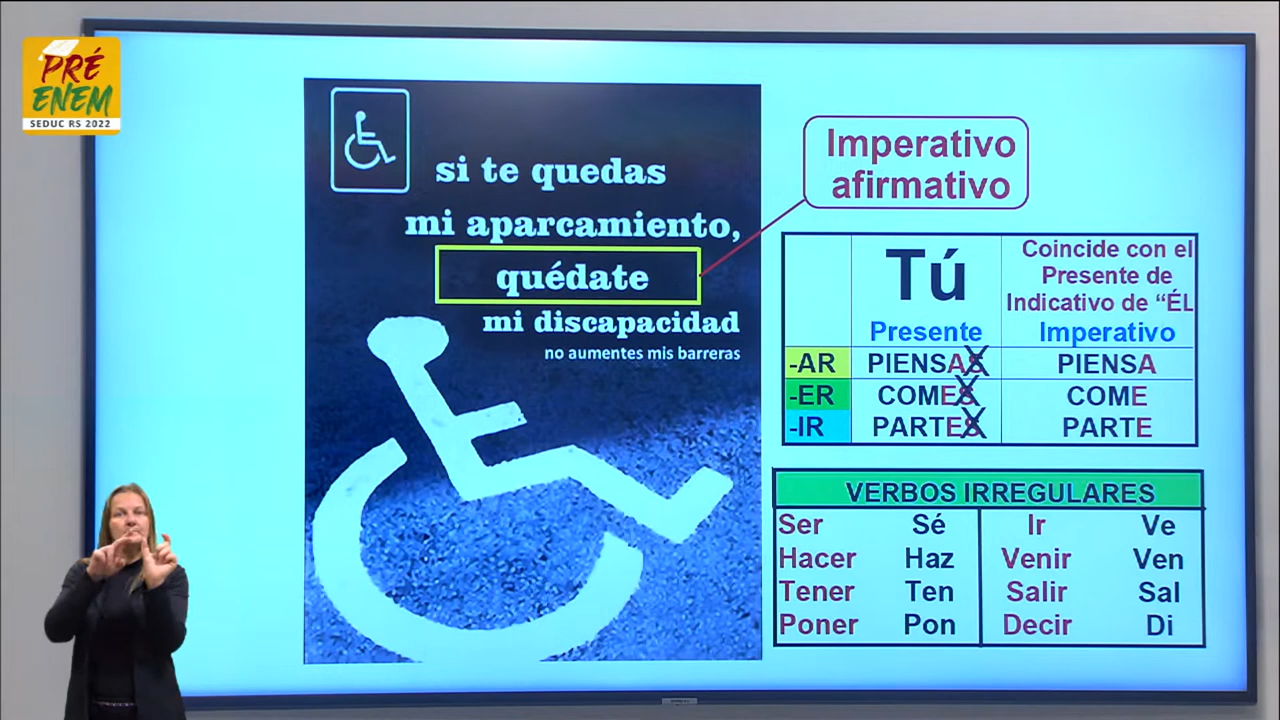 PRÉ
ENEM
SEDUC RS 2022
si te quedas
mi aparcamiento,
quédate
mi discapacidad
no aumentes mis barreras
Imperativo
afirmativo
Tú
Presente
Coincide con el
Presente de
Indicativo de “ÉL
Imperativo
-AR PIENSAS PIENSA
-ER COMES COME
-IR PARTES PARTE
VERBOS IRREGULARES
Ser Sé Ir Ve
Hacer Haz Venir Ven
Tener Ten Salir Sal
Poner Pon Decir Di